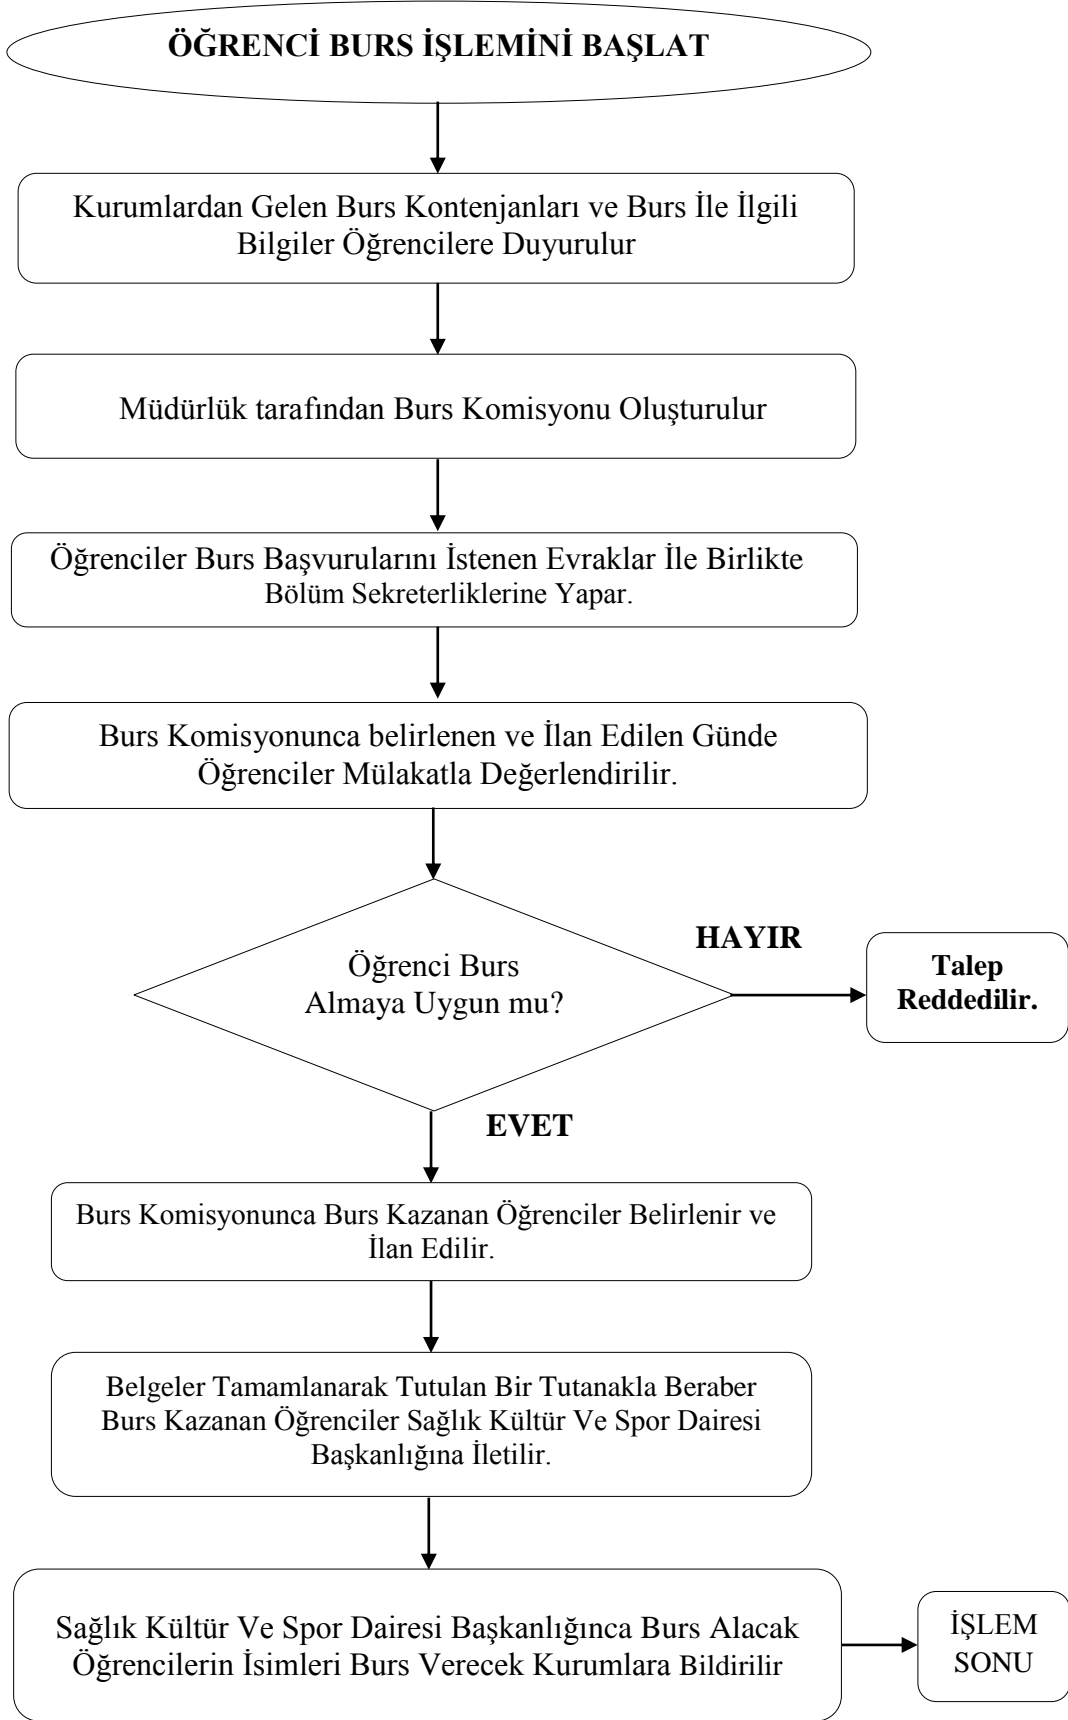 ÖĞRENCİ BURS İŞLEMİNİ BAŞLAT
Kurumlardan Gelen Burs Kontenjanları ve Burs İle İlgili
Bilgiler Öğrencilere Duyurulur
Müdürlük tarafından Burs Komisyonu Oluşturulur
Öğrenciler Burs Başvurularını İstenen Evraklar İle Birlikte
Bölüm Sekreterliklerine Yapar.
Burs Komisyonunca belirlenen ve İlan Edilen Günde
Öğrenciler Mülakatla Değerlendirilir.
Öğrenci Burs
Almaya Uygun mu?
HAYIR
Talep
Reddedilir.
EVET
Burs Komisyonunca Burs Kazanan Öğrenciler Belirlenir ve
İlan Edilir.
Belgeler Tamamlanarak Tutulan Bir Tutanakla Beraber
Burs Kazanan Öğrenciler Sağlık Kültür Ve Spor Dairesi
Başkanlığına İletilir.
Sağlık Kültür Ve Spor Dairesi Başkanlığınca Burs Alacak
Öğrencilerin İsimleri Burs Verecek Kurumlara Bildirilir
İŞLEM
SONU